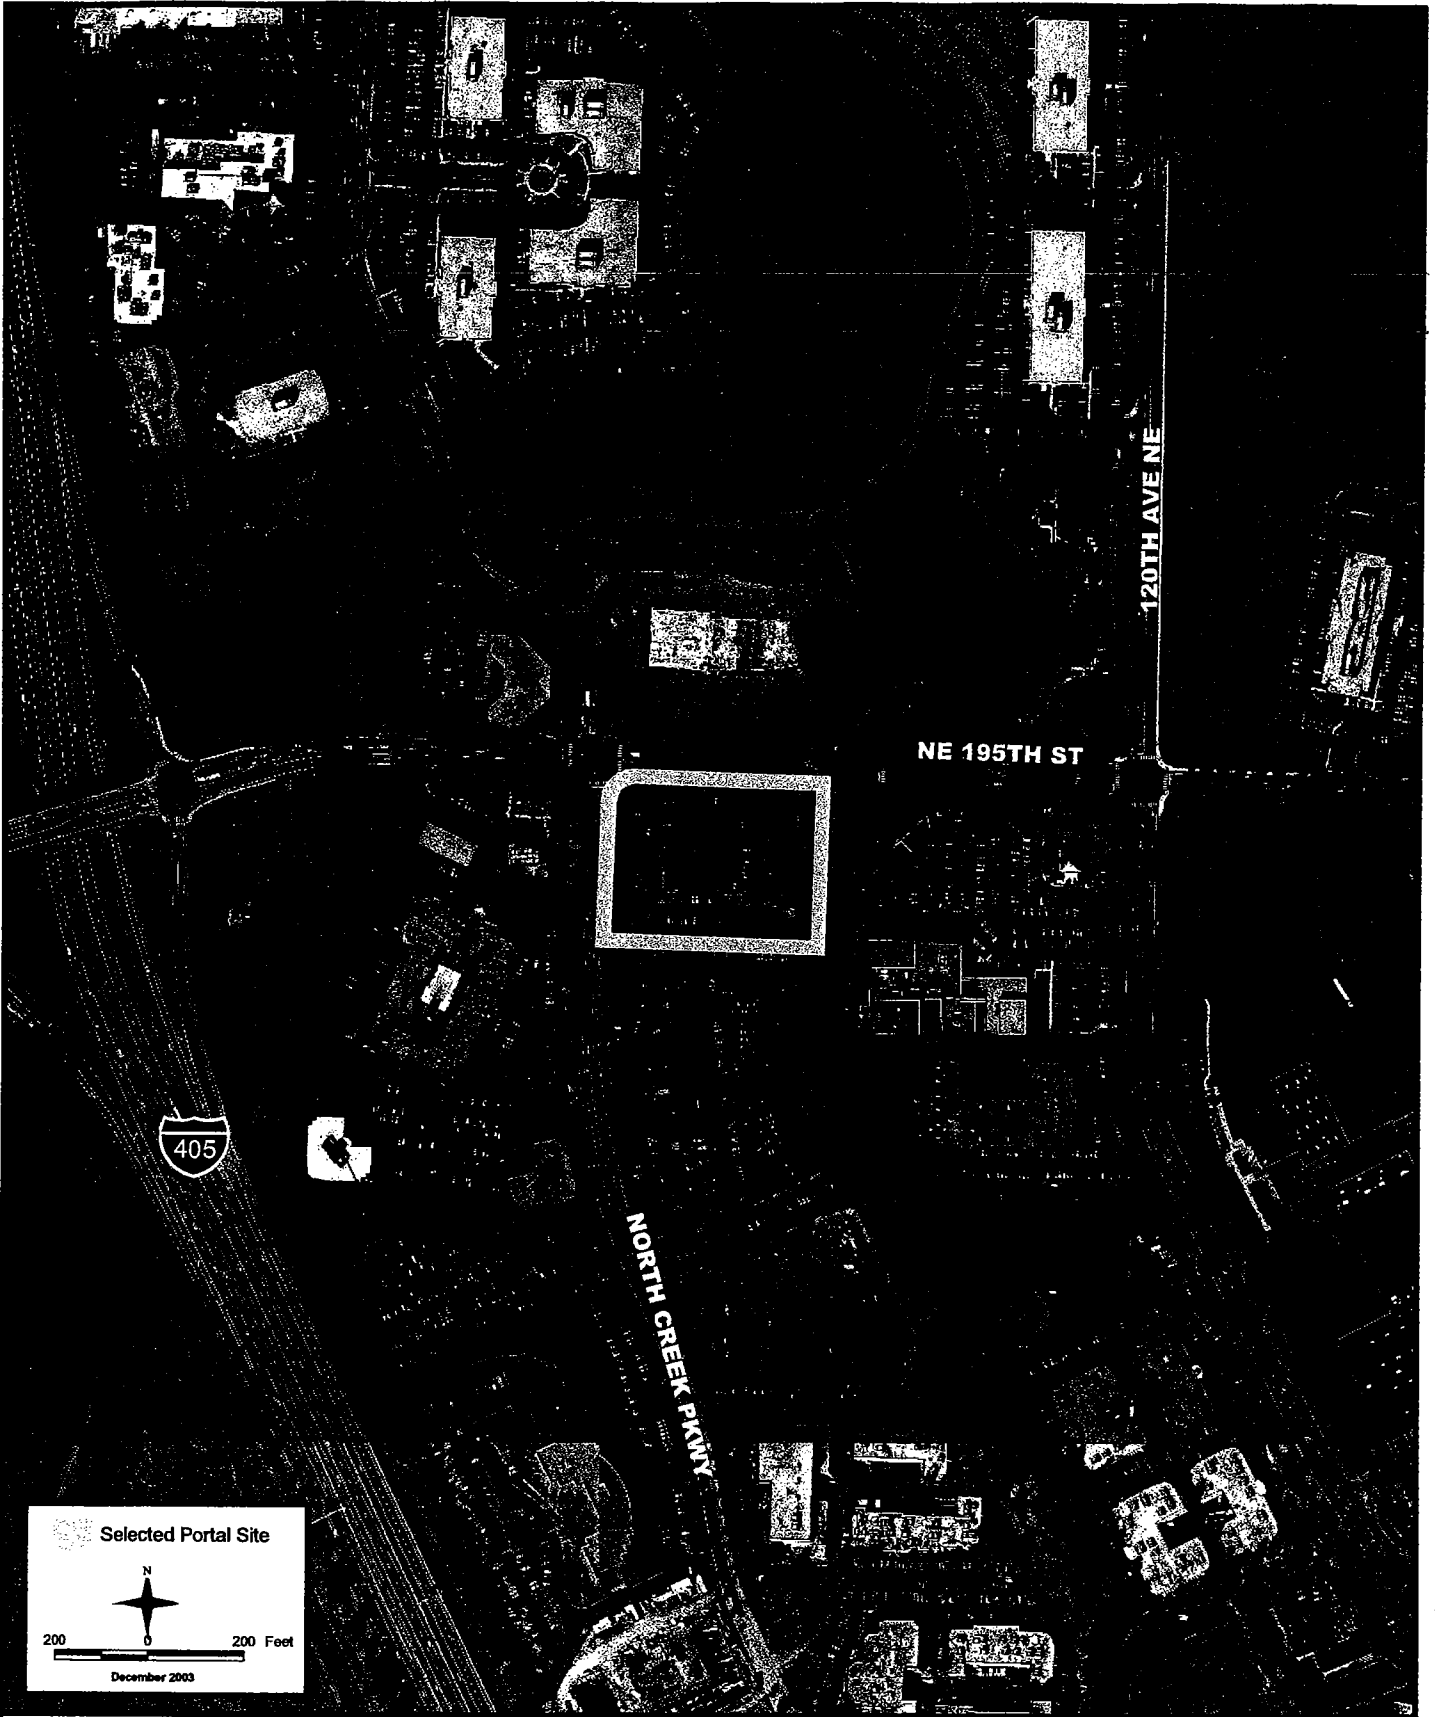 120TH AVE NE
NE 195TH ST
405
NORTH CREEK PKWY
Selected Portal Site
N
200 0 200 Feet
December 2003